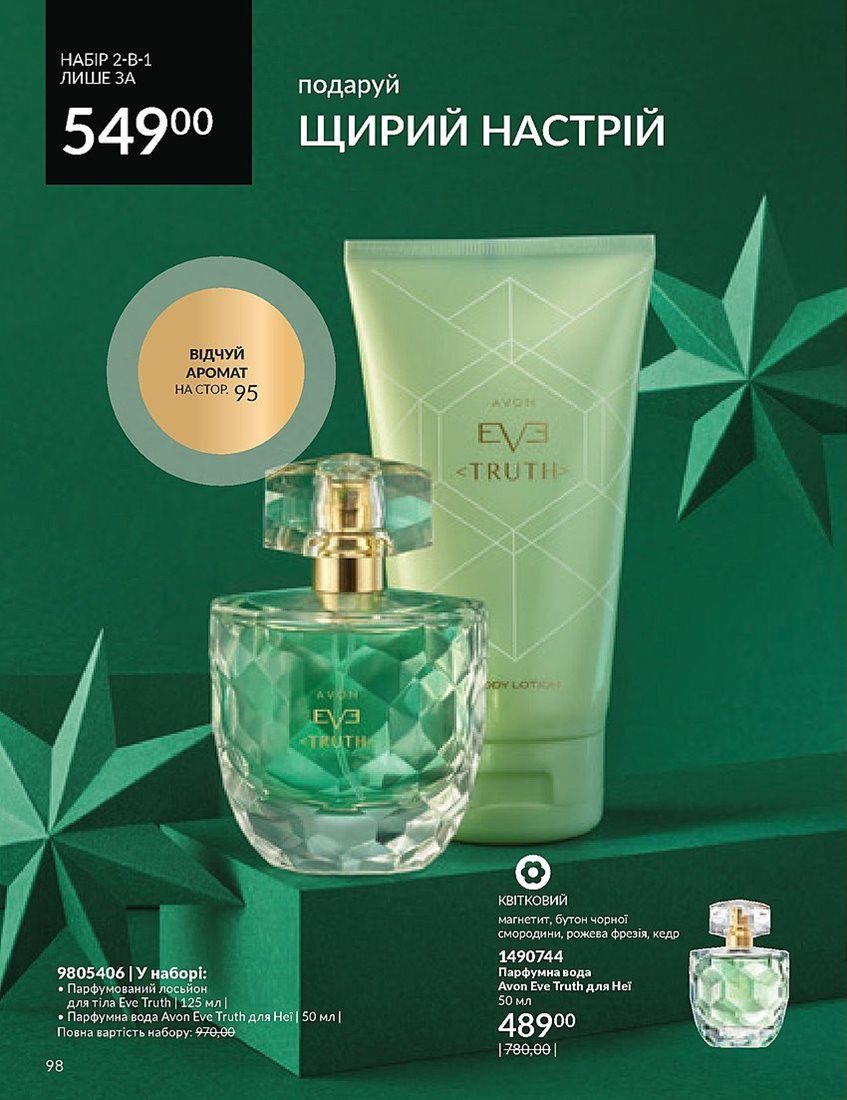 НАБІР 2-В-1
ЛИШЕ ЗА
549⁰⁰
подаруй
ЩИРИЙ НАСТРІЙ
ВІДЧУЙ
АРОМАТ
НА СТОР. 95
AVON
EVE
<TRUTH>
BODY LOTION
AVON
EVE
<TRUTH>
КВІТКОВИЙ
магнетит, бутон чорної
смородини, рожева фрезія, кедр
1490744
Парфумна вода
Avon Eve Truth для Неї
50 мл
489⁰⁰
| 780,00 |
9805406 | У наборі:
• Парфумований лосьйон
для тіла Eve Truth | 125 мл |
• Парфумна вода Avon Eve Truth для Неї | 50 мл |
Повна вартість набору: 970,00
98